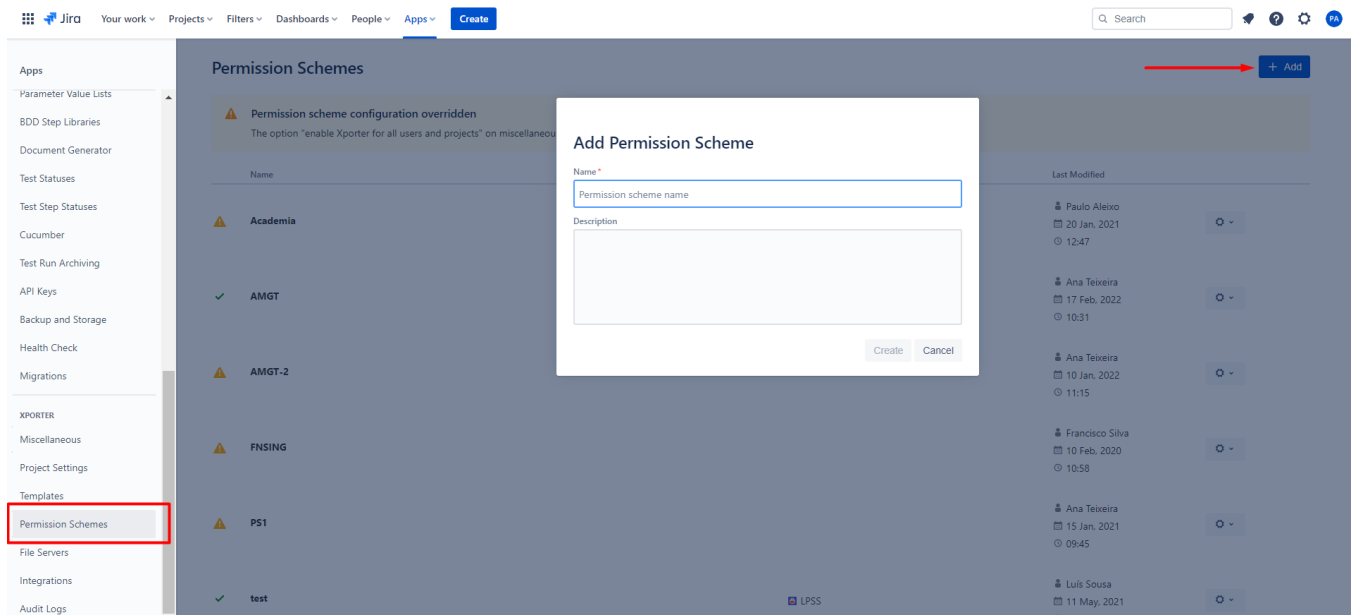 Jira
Your work
Projects
Filters
Dashboards
People
Apps
Create
Search
PA
Apps
Parameter Value Lists
BDD Step Libraries
Document Generator
Test Statuses
Test Step Statuses
Cucumber
Test Run Archiving
API Keys
Backup and Storage
Health Check
Migrations
XPORTER
Miscellaneous
Project Settings
Templates
Permission Schemes
File Servers
Integrations
Audit Logs
Permission Schemes
+ Add
Permission scheme configuration overridden
The option "enable Xporter for all users and projects" on miscellaneou
Name
Last Modified
Academia
Paulo Aleixo
20 Jan, 2021
12:47
AMGT
Ana Teixeira
17 Feb, 2022
10:31
AMGT-2
Ana Teixeira
10 Jan, 2022
11:15
FNSING
Francisco Silva
10 Feb, 2020
10:58
PS1
Ana Teixeira
15 Jan, 2021
09:45
test
LPSS
Luís Sousa
11 May, 2021
Add Permission Scheme
Name*
Permission scheme name
Description
Create
Cancel